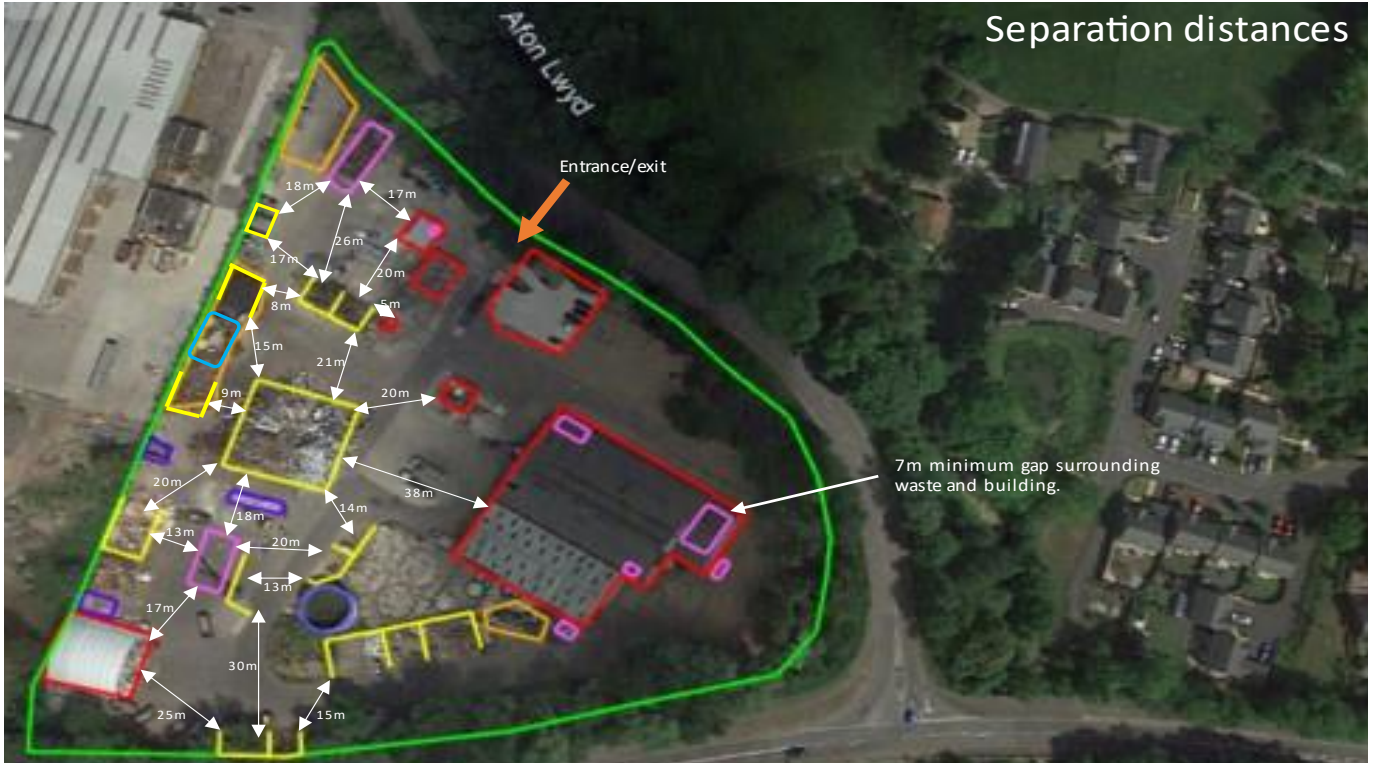 Separation distances
Afon Lwyd
Entrance/exit
18m
17m
26m
17m
20m
8m
5m
15m
21m
9m
20m
20m
38m
7m minimum gap surrounding
waste and building.
18m
14m
13m
20m
13m
17m
30m
25m
15m